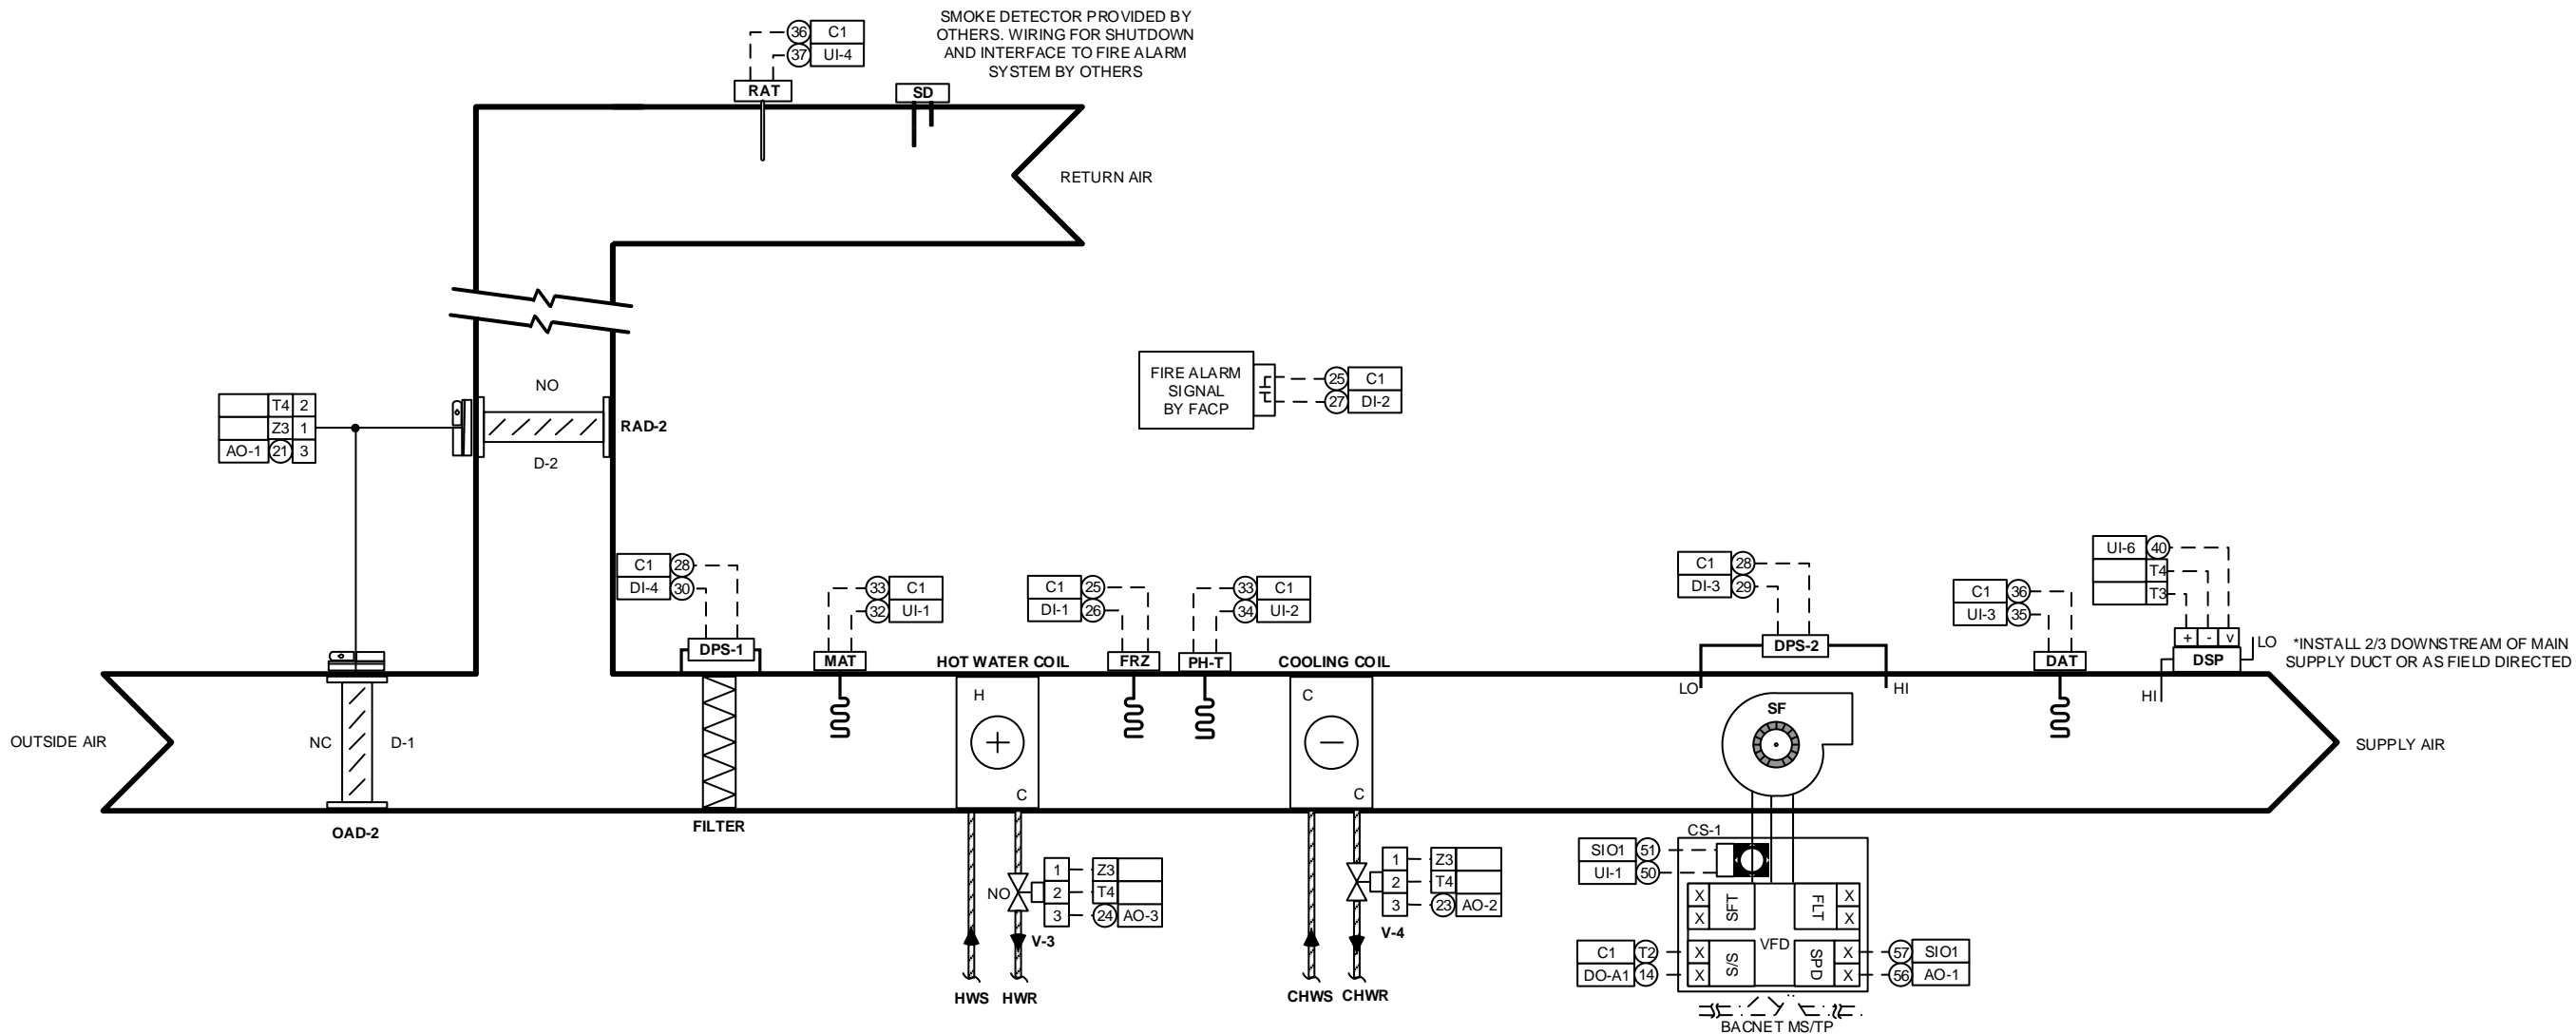 SMOKE DETECTOR PROVIDED BY
OTHERS. WIRING FOR SHUTDOWN
AND INTERFACE TO FIRE ALARM
SYSTEM BY OTHERS
36 C1
37 UI-4
RAT
SD
RETURN AIR
NO
RAD-2
D-2
T4 2
Z3 1
AO-1 21 3
FIRE ALARM
SIGNAL
BY FACP
25 C1
27 DI-2
C1 28
DI-4 30
DPS-1
33 C1
32 UI-1
MAT
HOT WATER COIL
C1 25
DI-1 26
FRZ
33 C1
34 UI-2
PH-T
COOLING COIL
C1 28
DI-3 29
DPS-2
LO
HI
C1 36
UI-3 35
DAT
UI-6 40
T4
T3
+ - V
DSP
LO
HI
*INSTALL 2/3 DOWNSTREAM OF MAIN
SUPPLY DUCT OR AS FIELD DIRECTED
OUTSIDE AIR
NC
D-1
OAD-2
FILTER
H
C
C
C
SF
SUPPLY AIR
NO
1 Z3
2 T4
3 24 AO-3
V-3
HWS
HWR
1 Z3
2 T4
3 23 AO-2
V-4
CHWS
CHWR
CS-1
SIO1 51
UI-1 50
X
X
SFT
FLT
X
X
VFD
C1 T2 X
DO-A1 14 X
S/S
SPD
X 57 SIO1
X 56 AO-1
BACNET MS/TP